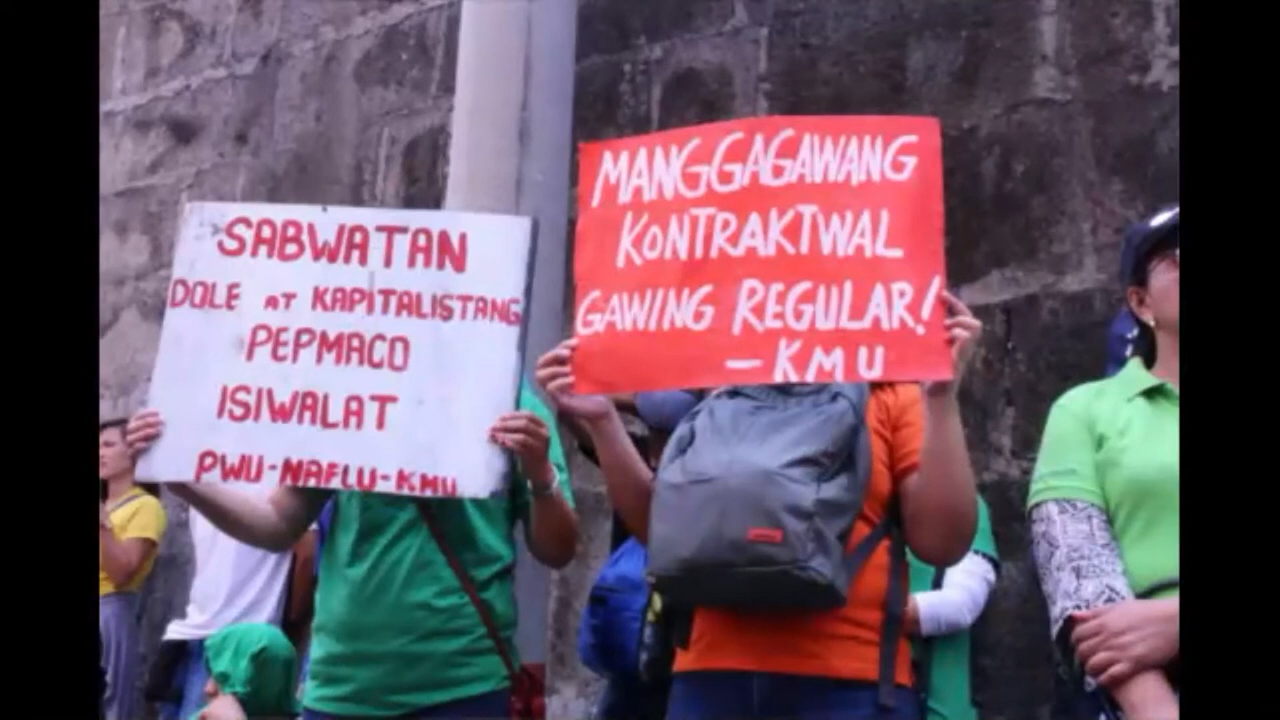 SABWATAN
DOLE AT KAPITALISTANG
PEPMACO
ISIWALAT
PWU-NAFLU-KMU
MANGGAGAWANG
KONTRAKTWAL
GAWING REGULAR!
- KMU